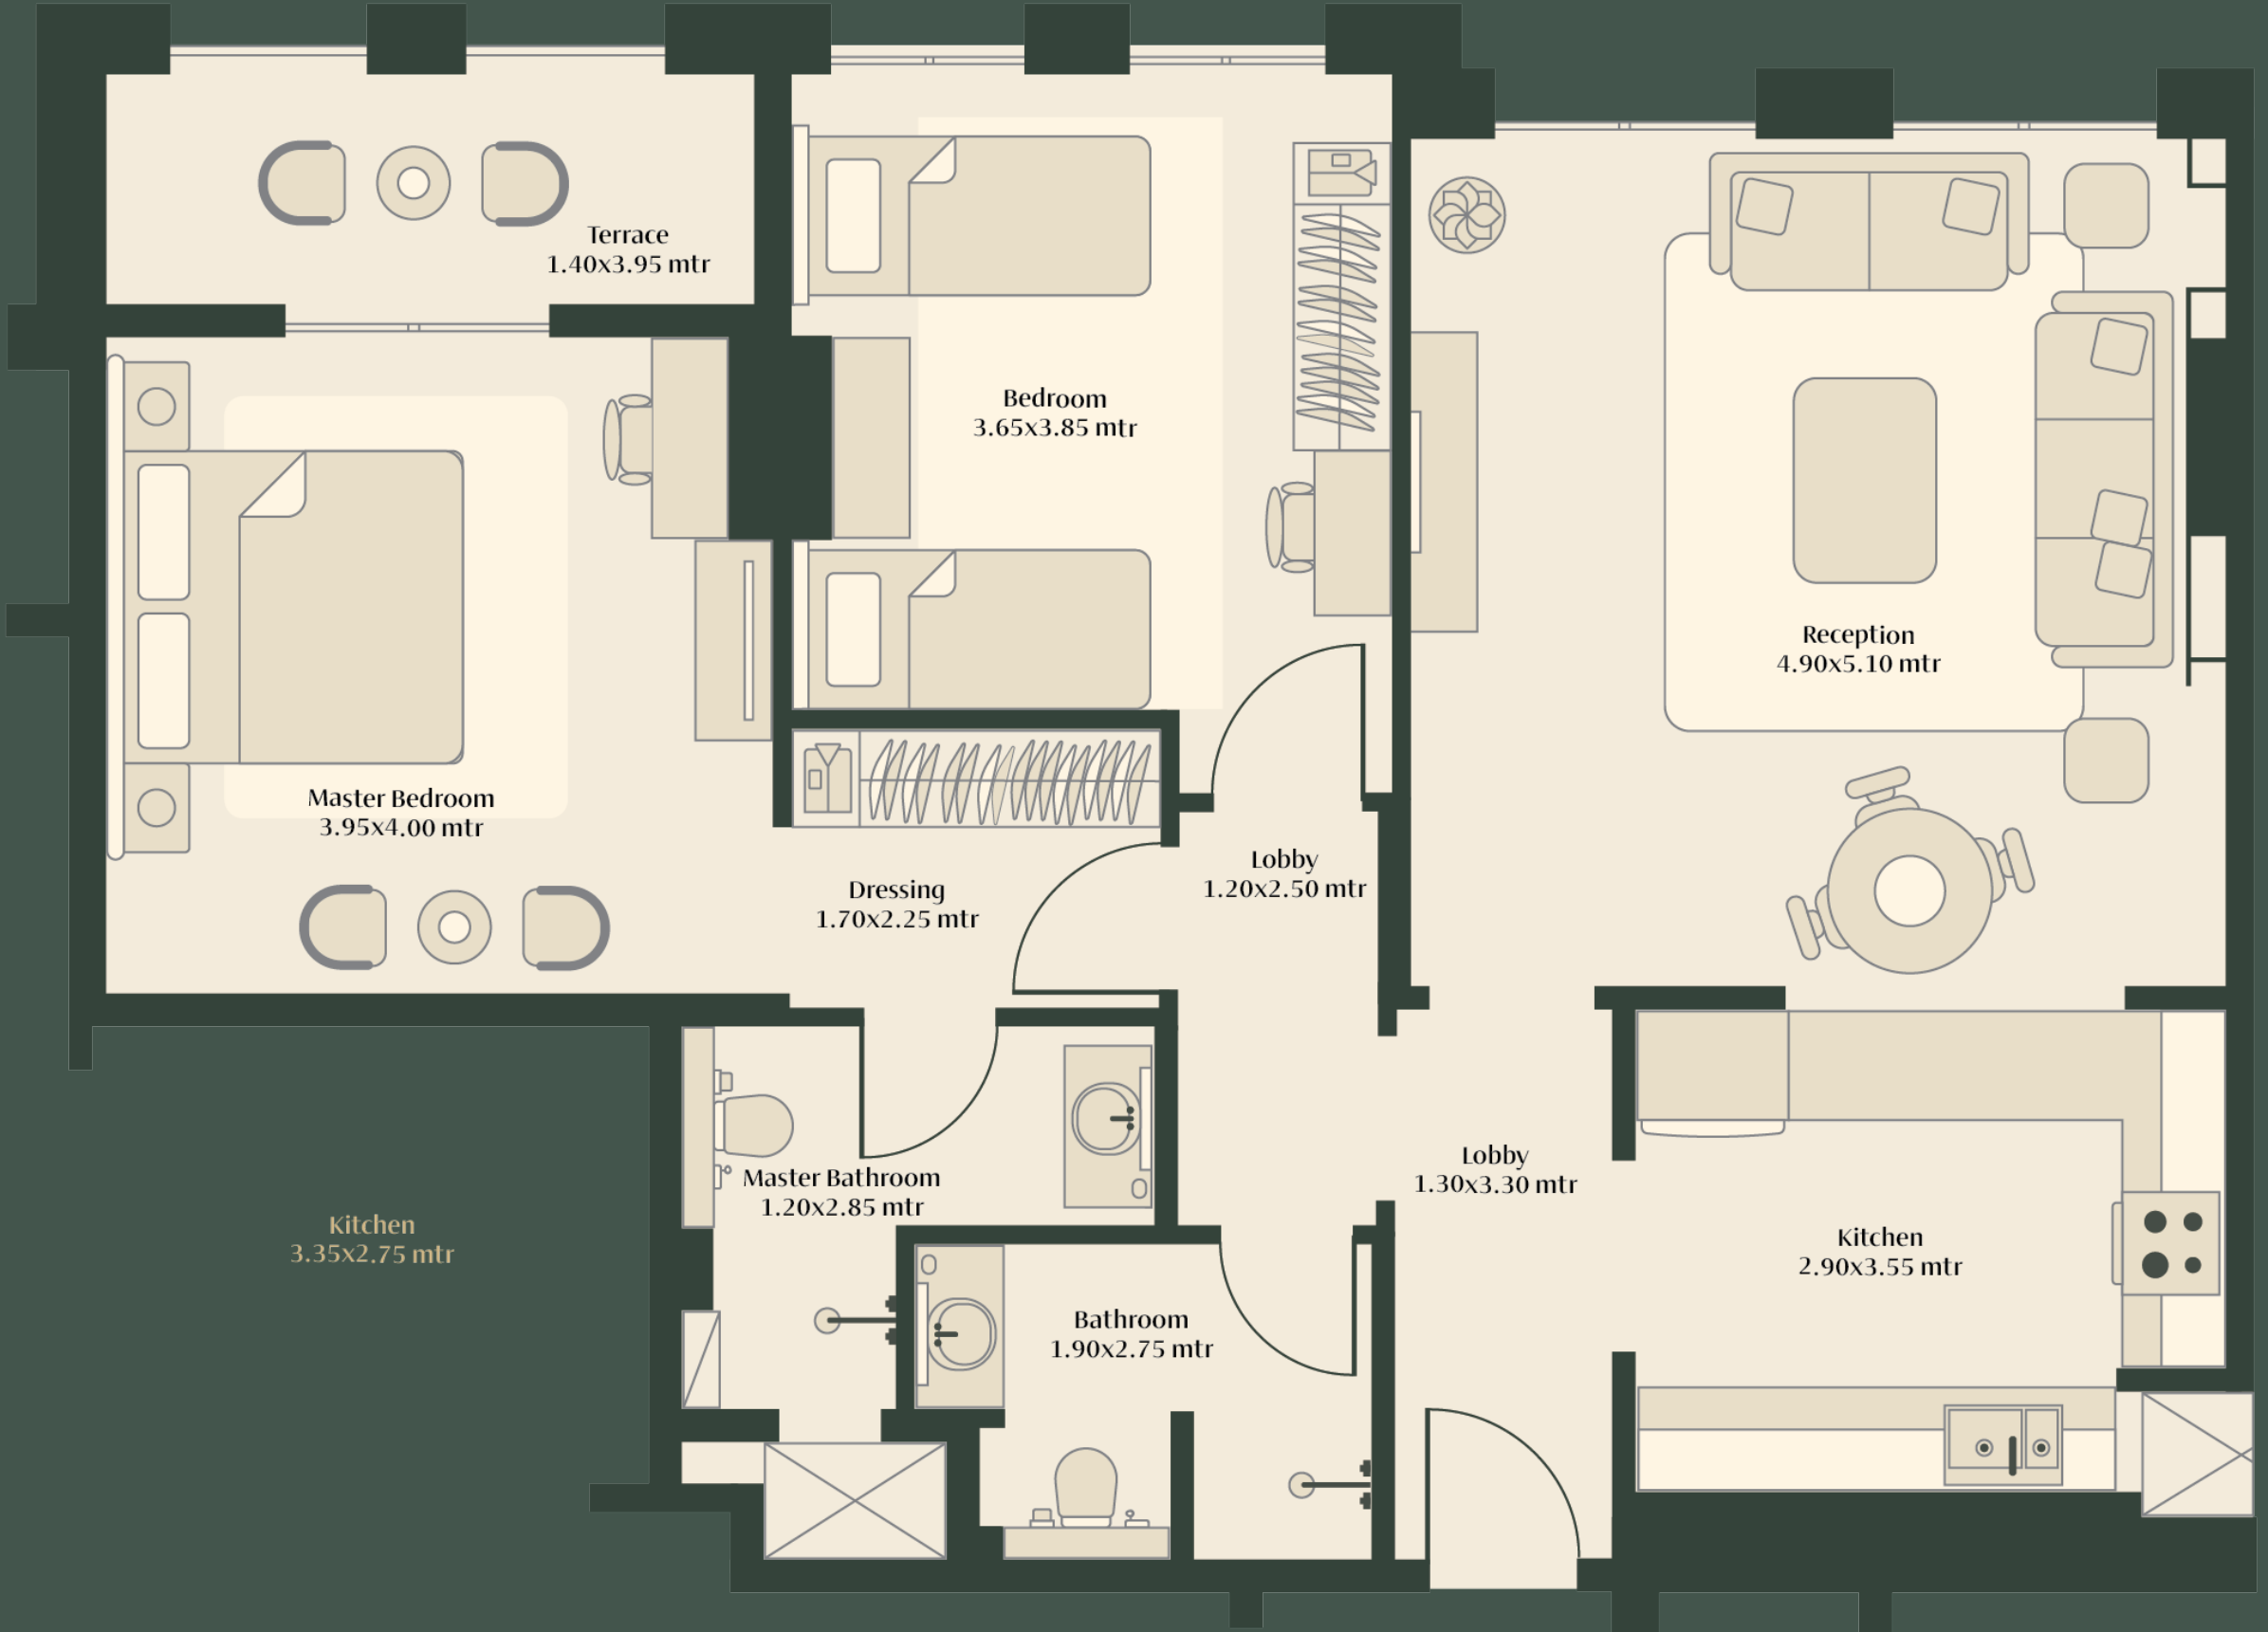 Terrace
1.40x3.95 mtr
Bedroom
3.65x3.85 mtr
Reception
4.90x5.10 mtr
Master Bedroom
3.95x4.00 mtr
Dressing
1.70x2.25 mtr
Lobby
1.20x2.50 mtr
Master Bathroom
1.20x2.85 mtr
Lobby
1.30x3.30 mtr
Kitchen
3.35x2.75 mtr
Kitchen
2.90x3.55 mtr
Bathroom
1.90x2.75 mtr